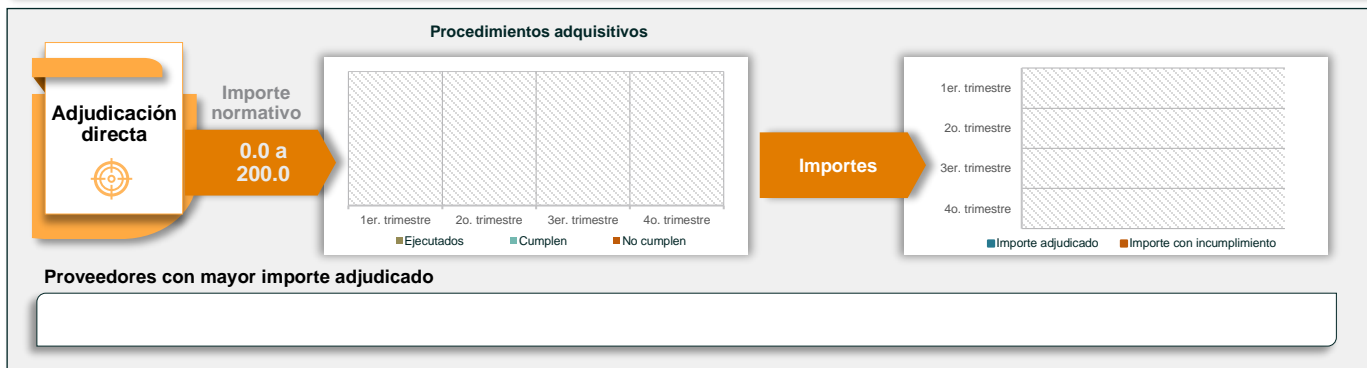 Procedimientos adquisitivos
Adjudicación
directa
Importe
normativo
0.0 a
200.0
1er. trimestre
2o. trimestre
3er. trimestre
4o. trimestre
Ejecutados
Cumplen
No cumplen
Importes
1er. trimestre
2o. trimestre
3er. trimestre
4o. trimestre
Importe adjudicado
Importe con incumplimiento
Proveedores con mayor importe adjudicado